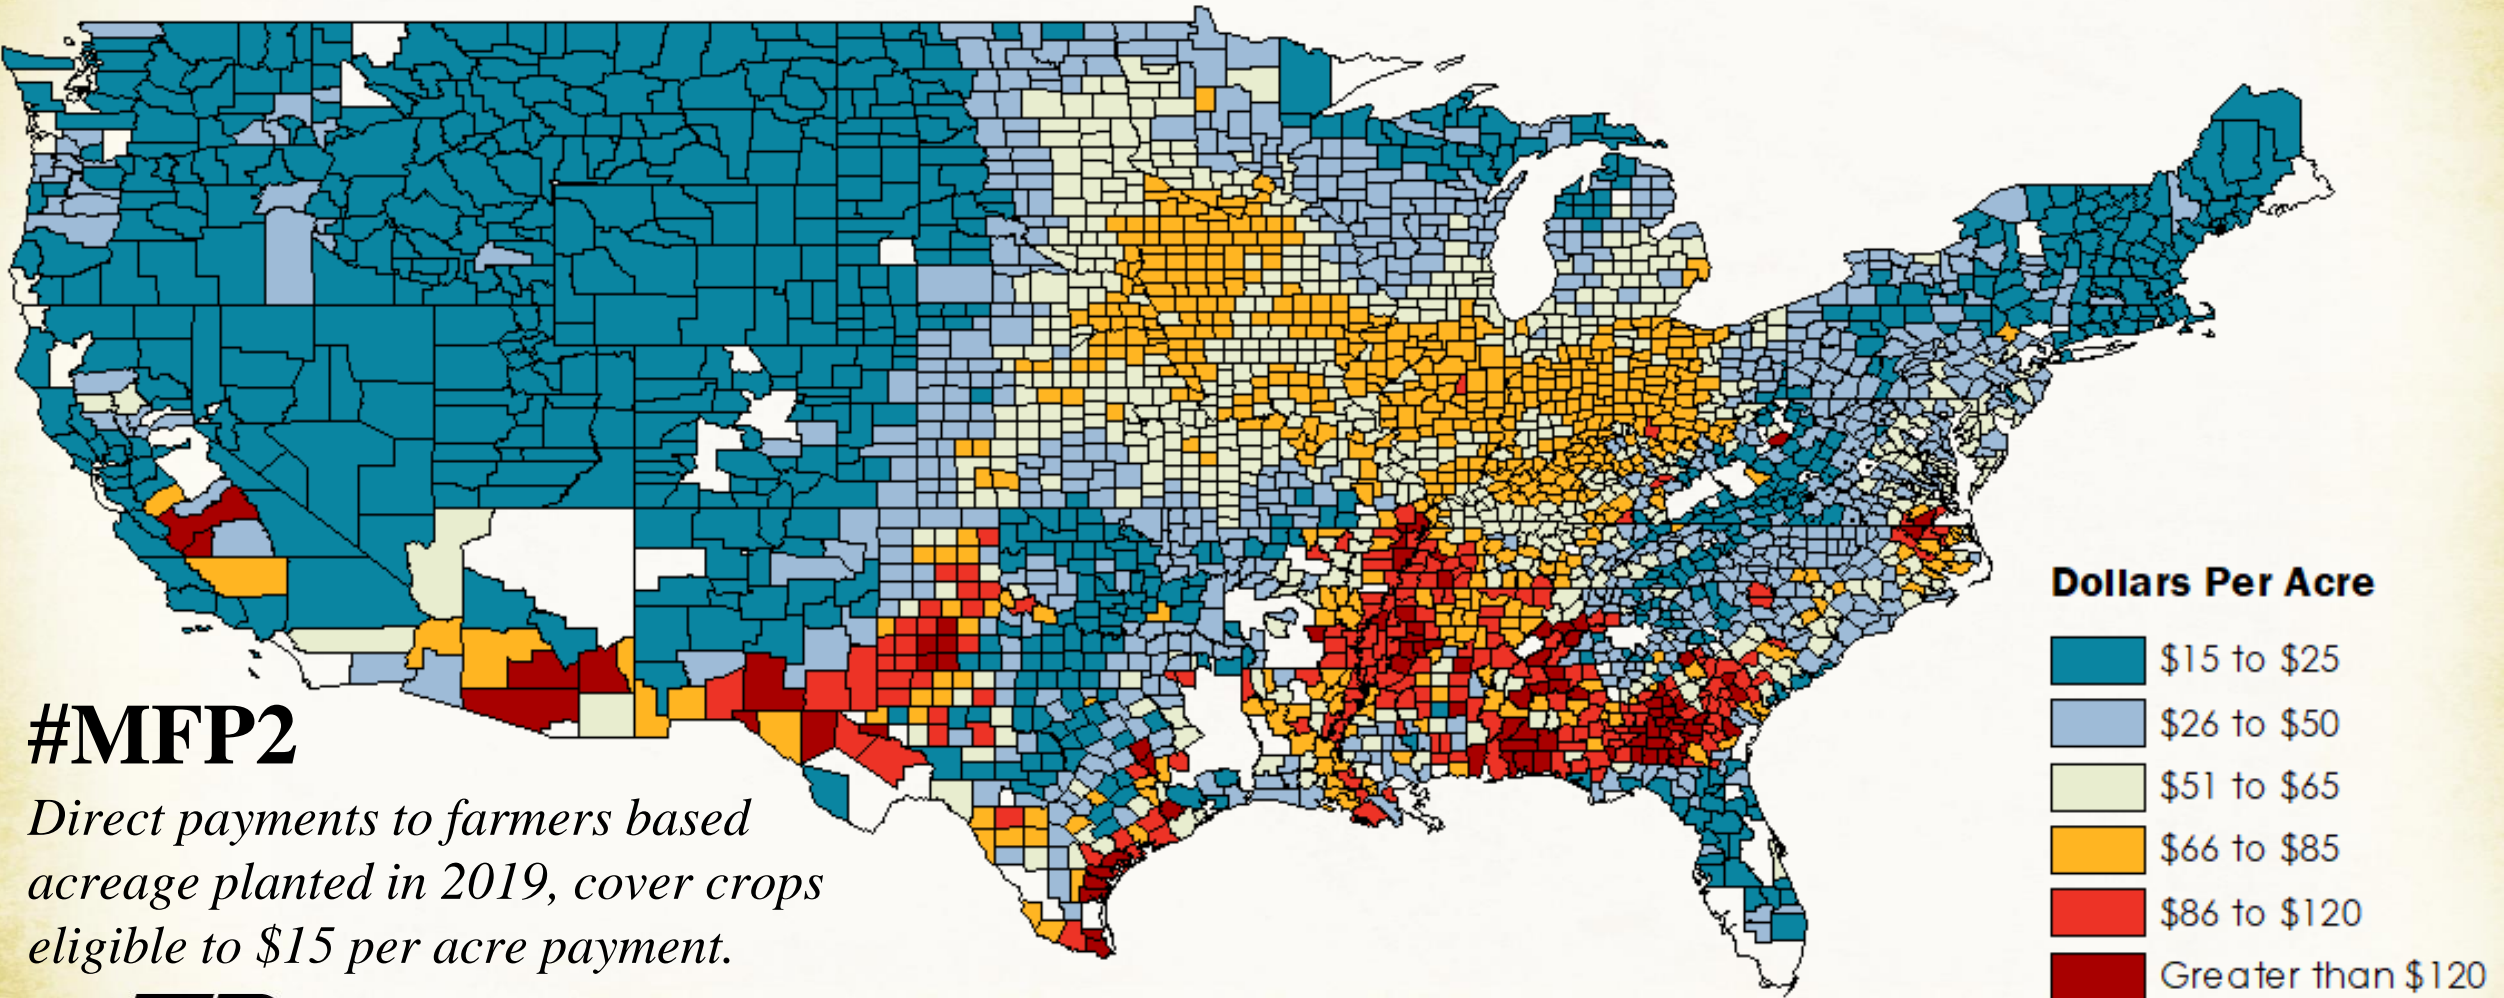 #MFP2
Direct payments to farmers based
acreage planted in 2019, cover crops
eligible to $15 per acre payment.
Dollars Per Acre
$15 to $25
$26 to $50
$51 to $65
$66 to $85
$86 to $120
Greater than $120